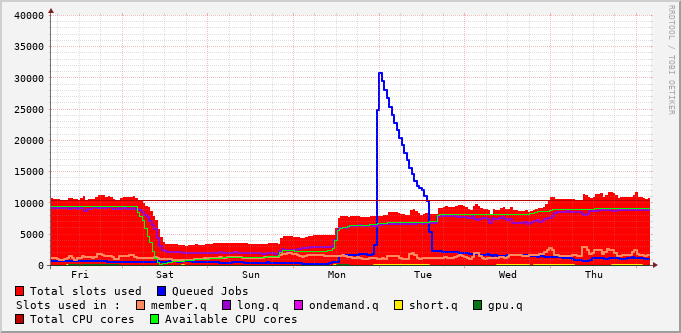 40000
35000
30000
25000
20000
15000
10000
5000
0
Fri Sat Sun Mon Tue Wed Thu
RRDTOOL / TOBI OETIKER
Total slots used Queued Jobs
Slots used in : member.q long.q ondemand.q short.q gpu.q
Total CPU cores Available CPU cores